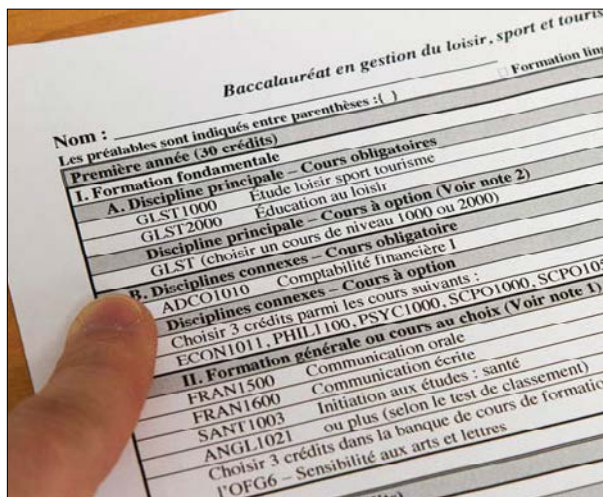 Baccalauréat en gestion du loisir, sport et
Formation
Nom :
Les préalables sont indiqués entre parenthèses :( )
Première année (30 crédits)
I. Formation fondamentale
A. Discipline principale – Cours obligatoires
GLST1000 Étude loisir sport tourisme
GLST2000 Éducation au loisir
Discipline principale – Cours à option (Voir note 2)
GLST (choisir un cours de niveau 1000 ou 2000)
B. Disciplines connexes – Cours obligatoire
ADCO1010 Comptabilité financière I
Disciplines connexes – Cours à option
Choisir 3 crédits parmi les cours suivants :
ECON1011, PHIL1100, PSYC1000, SCPO1000,
II. Formation générale ou cours au choix (Voir note 1)
FRAN1500 Communication orale
FRAN1600 Communication écrite
SANT1003 Initiation aux études : santé
ANGL1021 ou plus (selon le test de classement)
Choisir 3 crédits dans la banque de cours de formation
l'OFG6 – Sensibilité aux arts et lettres